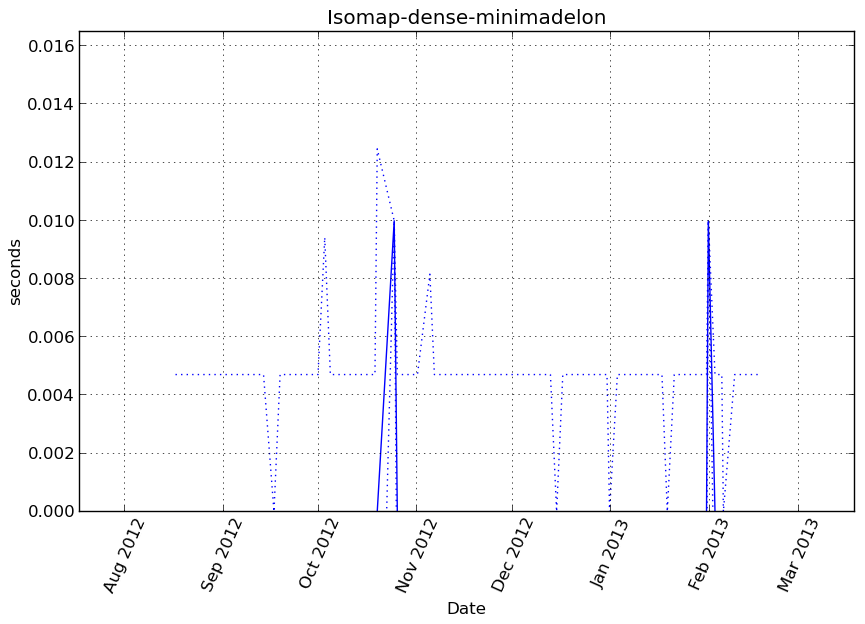 Isomap-dense-minimadelon
0.016
0.014
0.012
0.010
0.008
0.006
0.004
0.002
0.000
seconds
Aug 2012
Sep 2012
Oct 2012
Nov 2012
Dec 2012
Jan 2013
Feb 2013
Mar 2013
Date